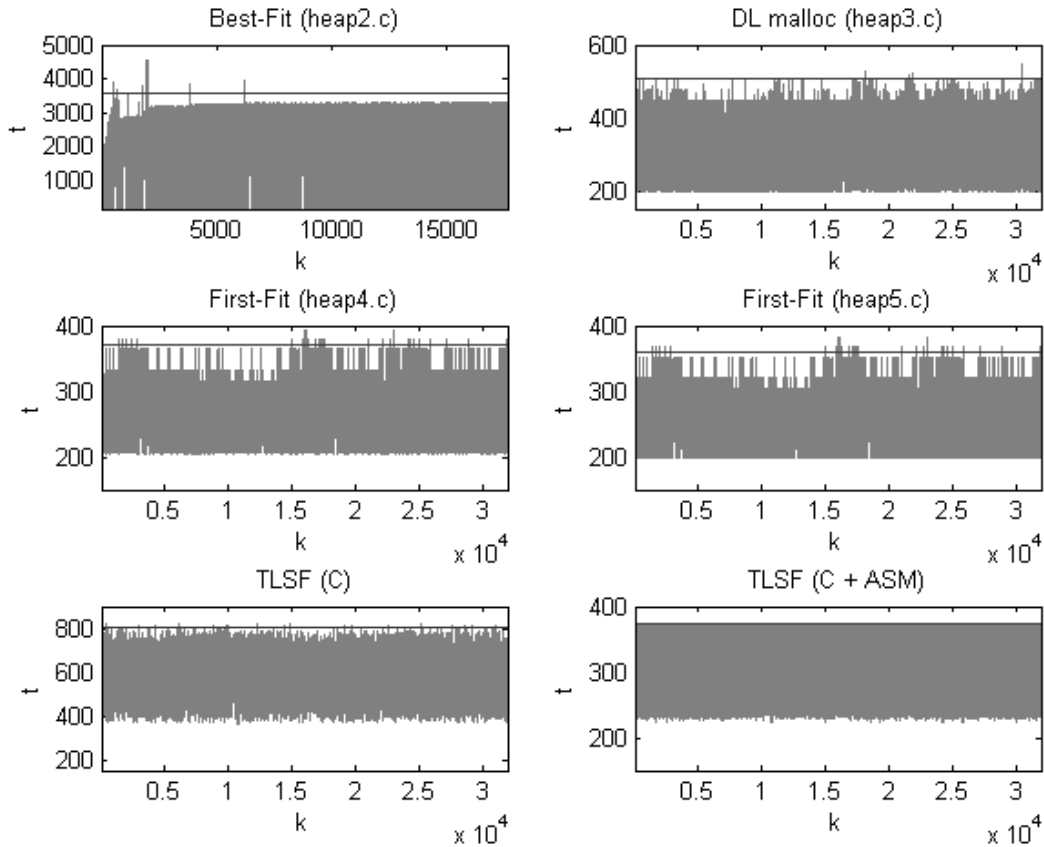 Best-Fit (heap2.c)
5000
4000
3000
2000
1000
t
5000
10000
15000
k
DL malloc (heap3.c)
600
400
200
t
0.5
1
1.5
2
2.5
3
k
x 10^4
First-Fit (heap4.c)
400
300
200
t
0.5
1
1.5
2
2.5
3
k
x 10^4
First-Fit (heap5.c)
400
300
200
t
0.5
1
1.5
2
2.5
3
k
x 10^4
TLSF (C)
800
600
400
200
t
0.5
1
1.5
2
2.5
3
k
x 10^4
TLSF (C + ASM)
400
300
200
t
0.5
1
1.5
2
2.5
3
k
x 10^4